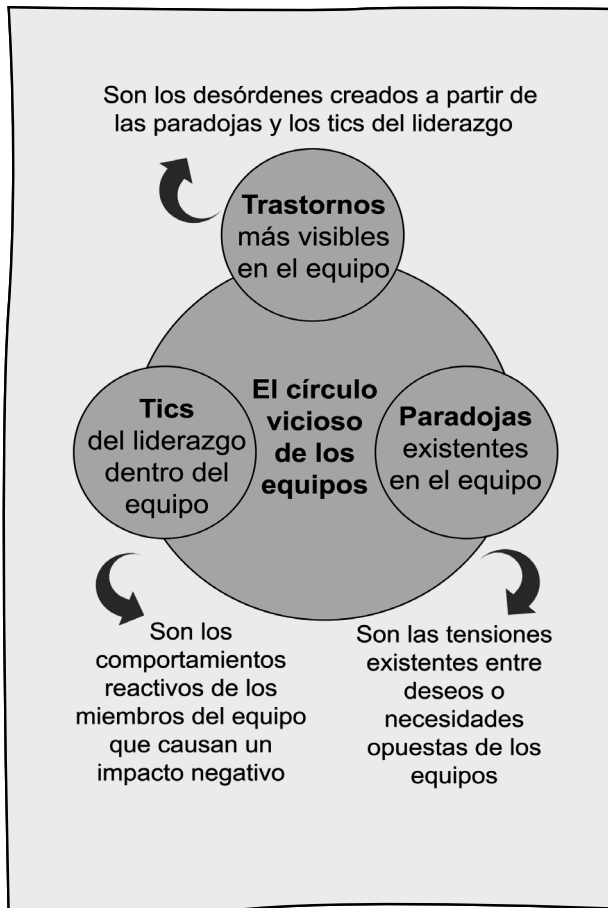 Son los desórdenes creados a partir de
las paradojas y los tics del liderazgo
Trastornos
más visibles
en el equipo
El círculo
vicioso
de los
equipos
Tics
del liderazgo
dentro del
equipo
Paradojas
existentes
en el equipo
Son los
comportamientos
reactivos de los
miembros del equipo
que causan un
impacto negativo
Son las tensiones
existentes entre
deseos o
necesidades
opuestas de los
equipos